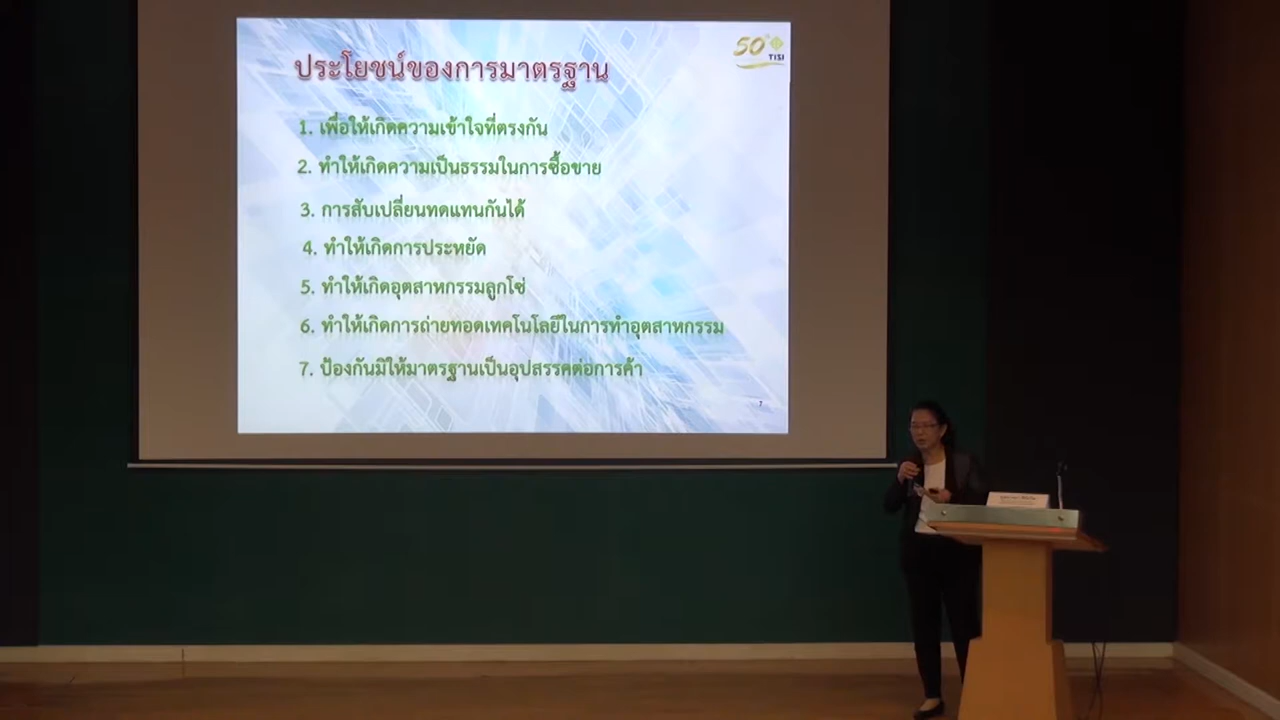 50
TISI
ประโยชน์ของการมาตรฐาน
1. เพื่อให้เกิดความเข้าใจที่ตรงกัน
2. ทำให้เกิดความเป็นธรรมในการซื้อขาย
3. การสับเปลี่ยนทดแทนกันได้
4. ทำให้เกิดการประหยัด
5. ทำให้เกิดอุตสาหกรรมลูกโซ่
6. ทำให้เกิดการถ่ายทอดเทคโนโลยีในการทำอุตสาหกรรม
7. ป้องกันมิให้มาตรฐานเป็นอุปสรรคต่อการค้า
7